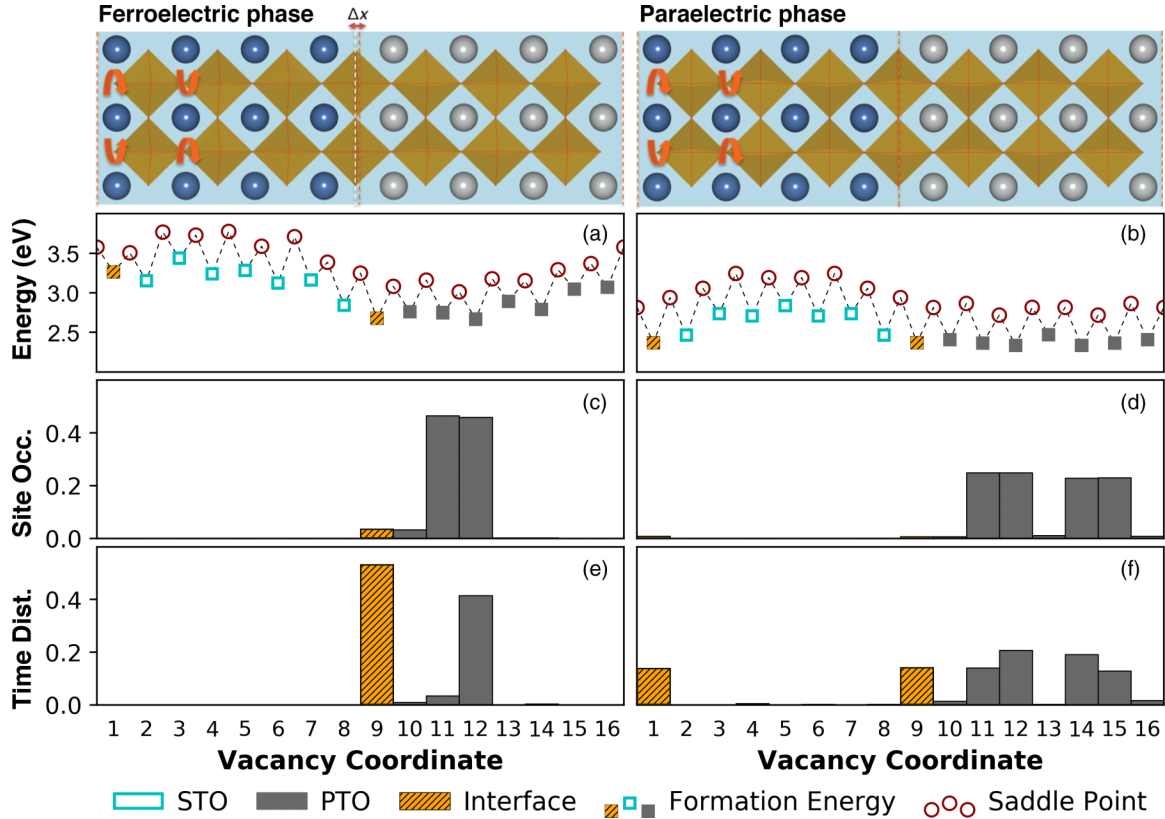 Ferroelectric phase
Δx
Paraelectric phase
Energy (eV)
3.5
3.0
2.5
(a)
(b)
Site Occ.
0.4
0.2
0.0
(c)
(d)
Time Dist.
0.4
0.2
0.0
(e)
(f)
1 2 3 4 5 6 7 8 9 10 11 12 13 14 15 16
1 2 3 4 5 6 7 8 9 10 11 12 13 14 15 16
Vacancy Coordinate
Vacancy Coordinate
STO PTO Interface Formation Energy Saddle Point